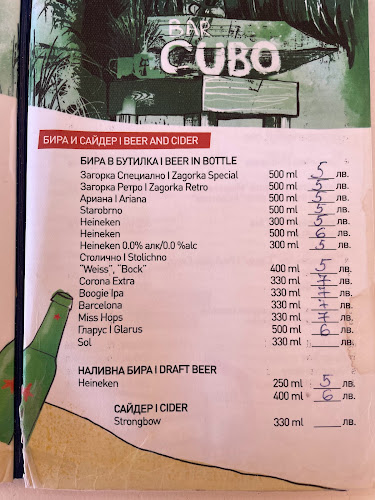 BAR
CUBO
БИРА И САЙДЕР I BEER AND CIDER
БИРА В БУТИЛКА I BEER IN BOTTLE
Загорка Специално I Zagorka Special 500 ml 5 лв.
Загорка Ретро I Zagorka Retro 500 ml 5 лв.
Ариана I Ariana 500 ml 5 лв.
Starobrno 500 ml 5 лв.
Heineken 300 ml 5 лв.
Heineken 500 ml 6 лв.
Heineken 0.0% алк/0.0 %alc 300 ml 5 лв.
Столично I Stolichno
"Weiss", "Bock" 400 ml 5 лв.
Corona Extra 330 ml 7 лв.
Boogie Ipa 330 ml 7 лв.
Barcelona 330 ml 7 лв.
Miss Hops 330 ml 7 лв.
Гларус I Glarus 500 ml 6 лв.
Sol 330 ml ___ лв.
НАЛИВНА БИРА I DRAFT BEER
Heineken 250 ml 5 лв.
400 ml 6 лв.
САЙДЕР I CIDER
Strongbow 330 ml ___ лв.